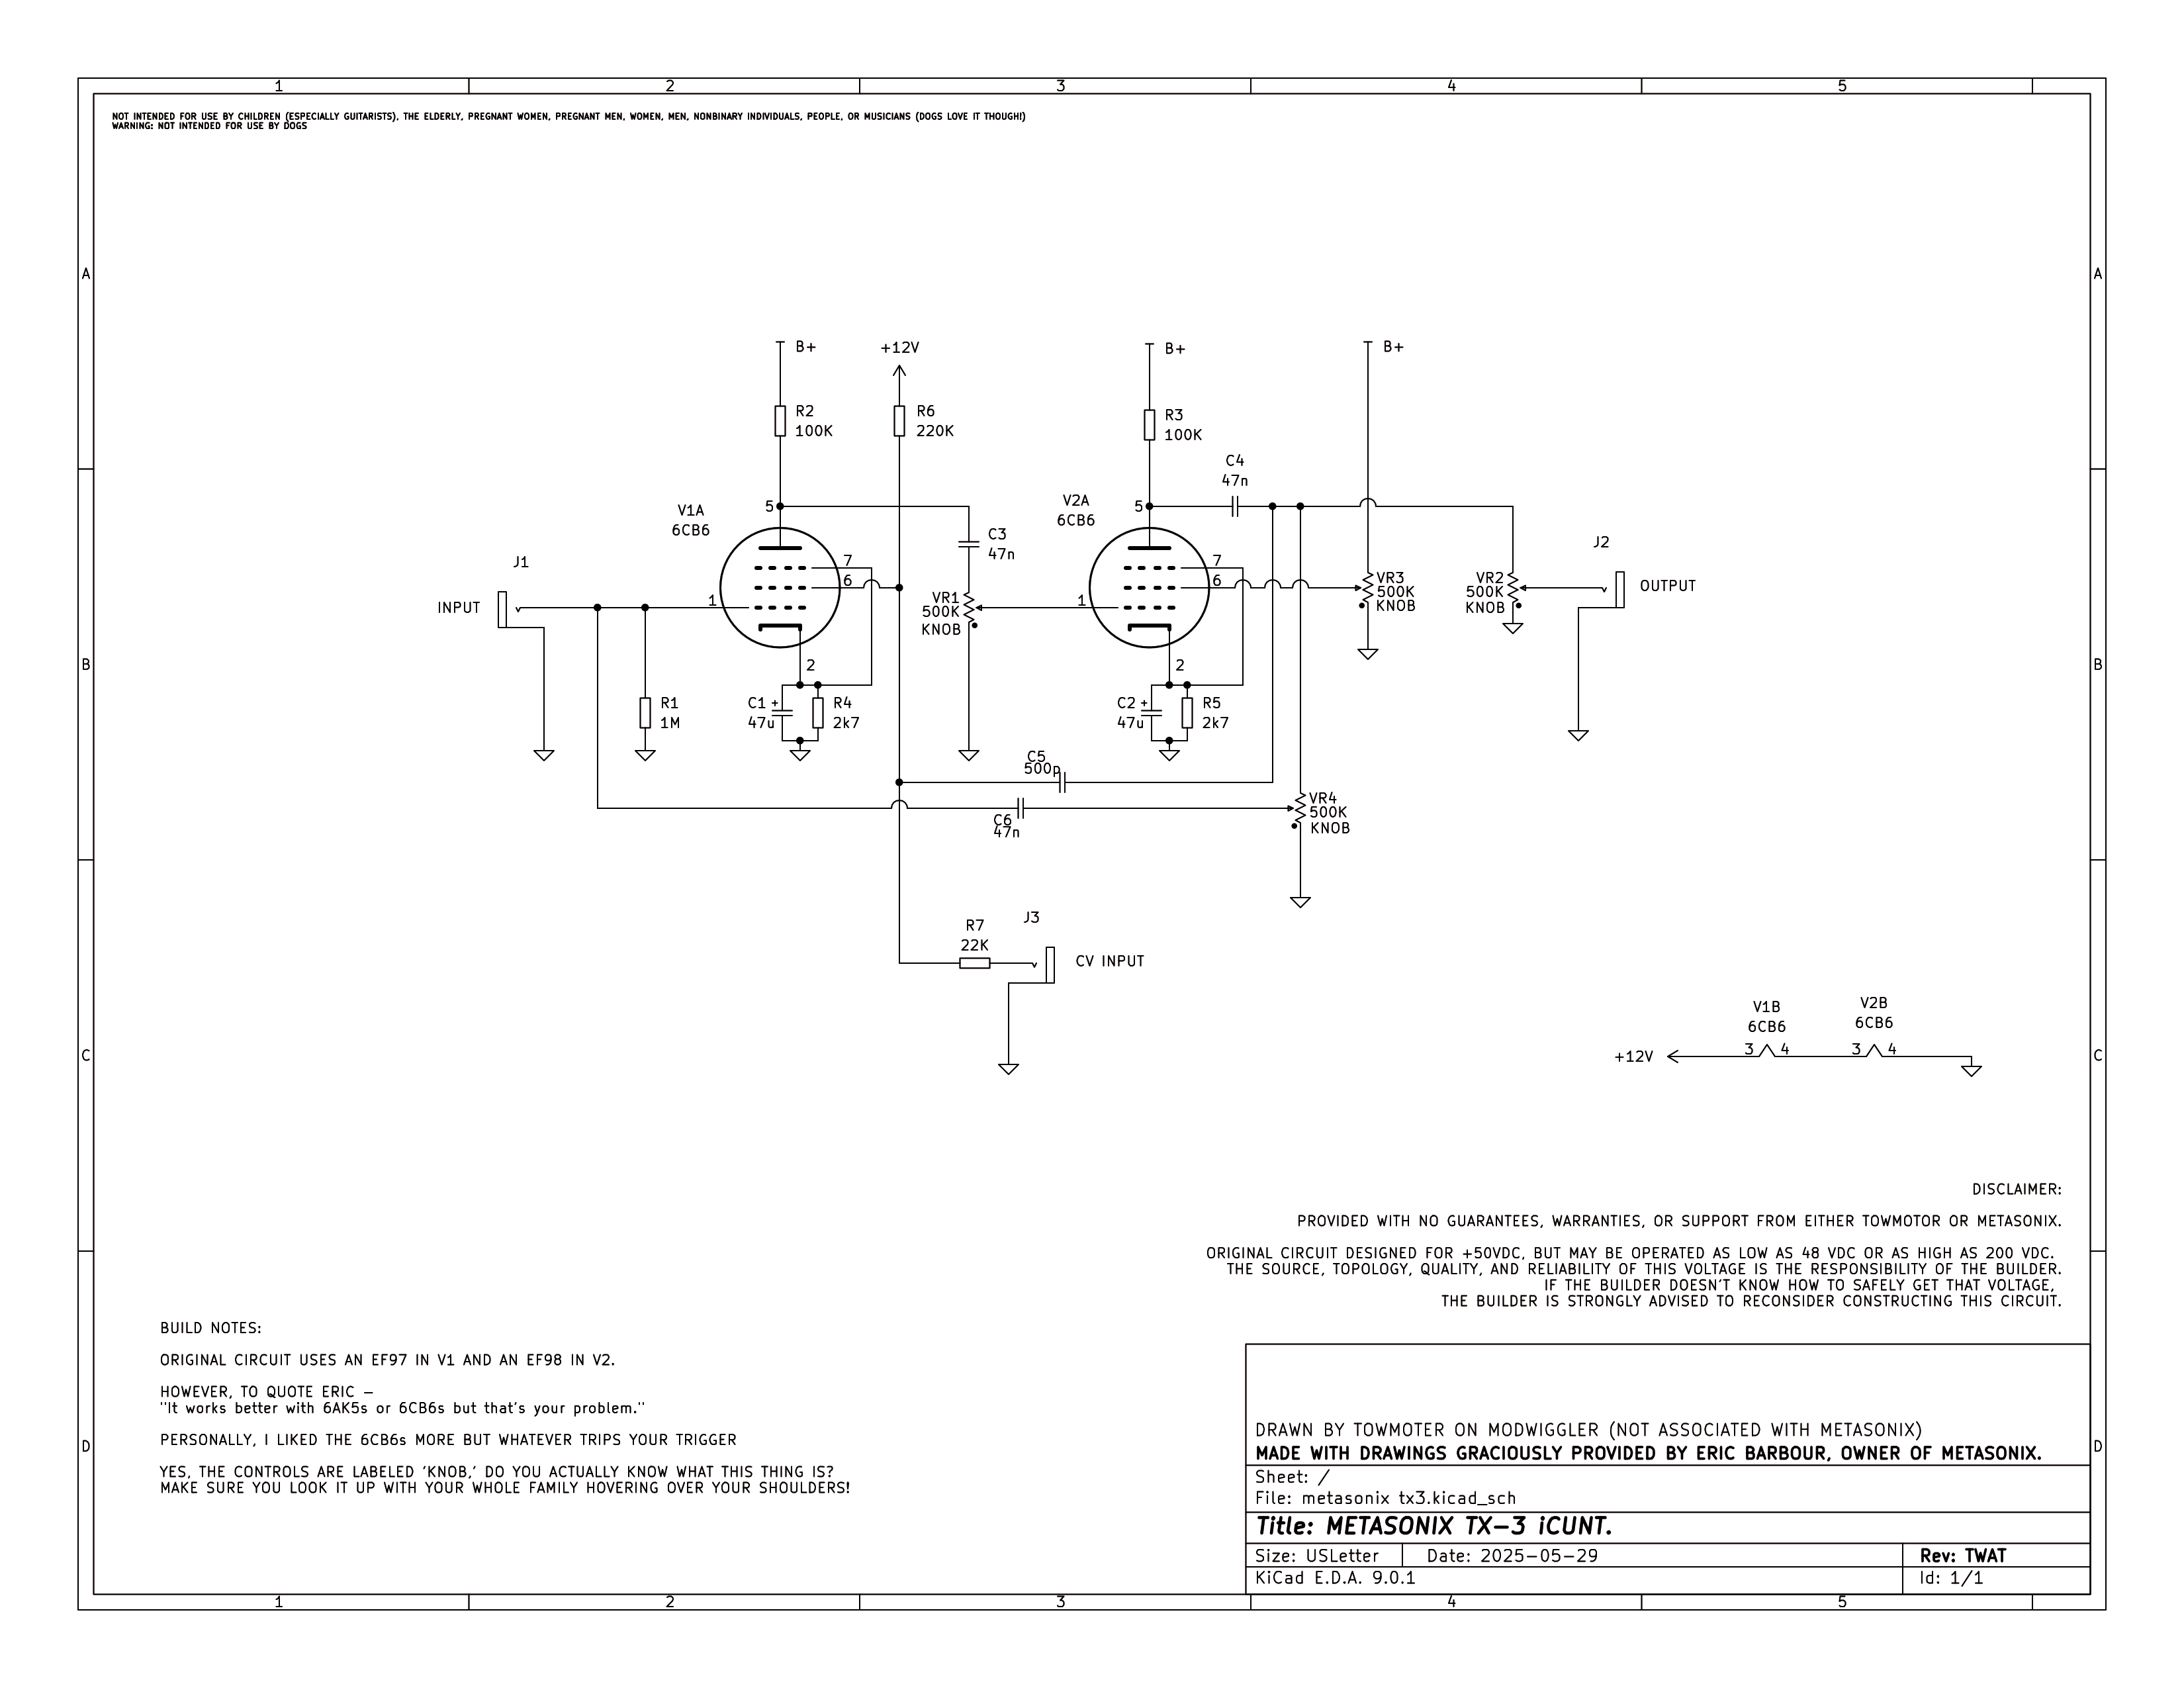 1 2 3 4 5
NOT INTENDED FOR USE BY CHILDREN (ESPECIALLY GUITARISTS), THE ELDERLY, PREGNANT WOMEN, PREGNANT MEN, WOMEN, MEN, NONBINARY INDIVIDUALS, PEOPLE, OR MUSICIANS (DOGS LOVE IT THOUGH!)
WARNING: NOT INTENDED FOR USE BY DOGS
A A
B+ +12V B+ B+
R2 R6 R3
100K 220K 100K
C4
47n
V1A 5 V2A 5
6CB6 6CB6
C3
47n
J1 J2
7 7
6 6
INPUT 1 VR1 1 VR3 VR2 OUTPUT
500K 500K 500K
KNOB KNOB KNOB
B 2 2 B
R1 C1 + R4 C2 + R5
1M 47u 2k7 47u 2k7
C5
500p
VR4
500K
KNOB
C6
47n
R7 J3
22K
CV INPUT
V1B V2B
6CB6 6CB6
C +12V 3 4 3 4 C
DISCLAIMER:
PROVIDED WITH NO GUARANTEES, WARRANTIES, OR SUPPORT FROM EITHER TOWMOTOR OR METASONIX.
ORIGINAL CIRCUIT DESIGNED FOR +50VDC, BUT MAY BE OPERATED AS LOW AS 48 VDC OR AS HIGH AS 200 VDC.
THE SOURCE, TOPOLOGY, QUALITY, AND RELIABILITY OF THIS VOLTAGE IS THE RESPONSIBILITY OF THE BUILDER.
IF THE BUILDER DOESN'T KNOW HOW TO SAFELY GET THAT VOLTAGE,
THE BUILDER IS STRONGLY ADVISED TO RECONSIDER CONSTRUCTING THIS CIRCUIT.
BUILD NOTES:
ORIGINAL CIRCUIT USES AN EF97 IN V1 AND AN EF98 IN V2.
HOWEVER, TO QUOTE ERIC –
"It works better with 6AK5s or 6CB6s but that's your problem."
PERSONALLY, I LIKED THE 6CB6s MORE BUT WHATEVER TRIPS YOUR TRIGGER
YES, THE CONTROLS ARE LABELED 'KNOB,' DO YOU ACTUALLY KNOW WHAT THIS THING IS?
MAKE SURE YOU LOOK IT UP WITH YOUR WHOLE FAMILY HOVERING OVER YOUR SHOULDERS!
D D
DRAWN BY TOWMOTER ON MODWIGGLER (NOT ASSOCIATED WITH METASONIX)
MADE WITH DRAWINGS GRACIOUSLY PROVIDED BY ERIC BARBOUR, OWNER OF METASONIX.
Sheet: /
File: metasonix tx3.kicad_sch
Title: METASONIX TX–3 iCUNT.
Size: USLetter Date: 2025–05–29 Rev: TWAT
KiCad E.D.A. 9.0.1 Id: 1/1
1 2 3 4 5